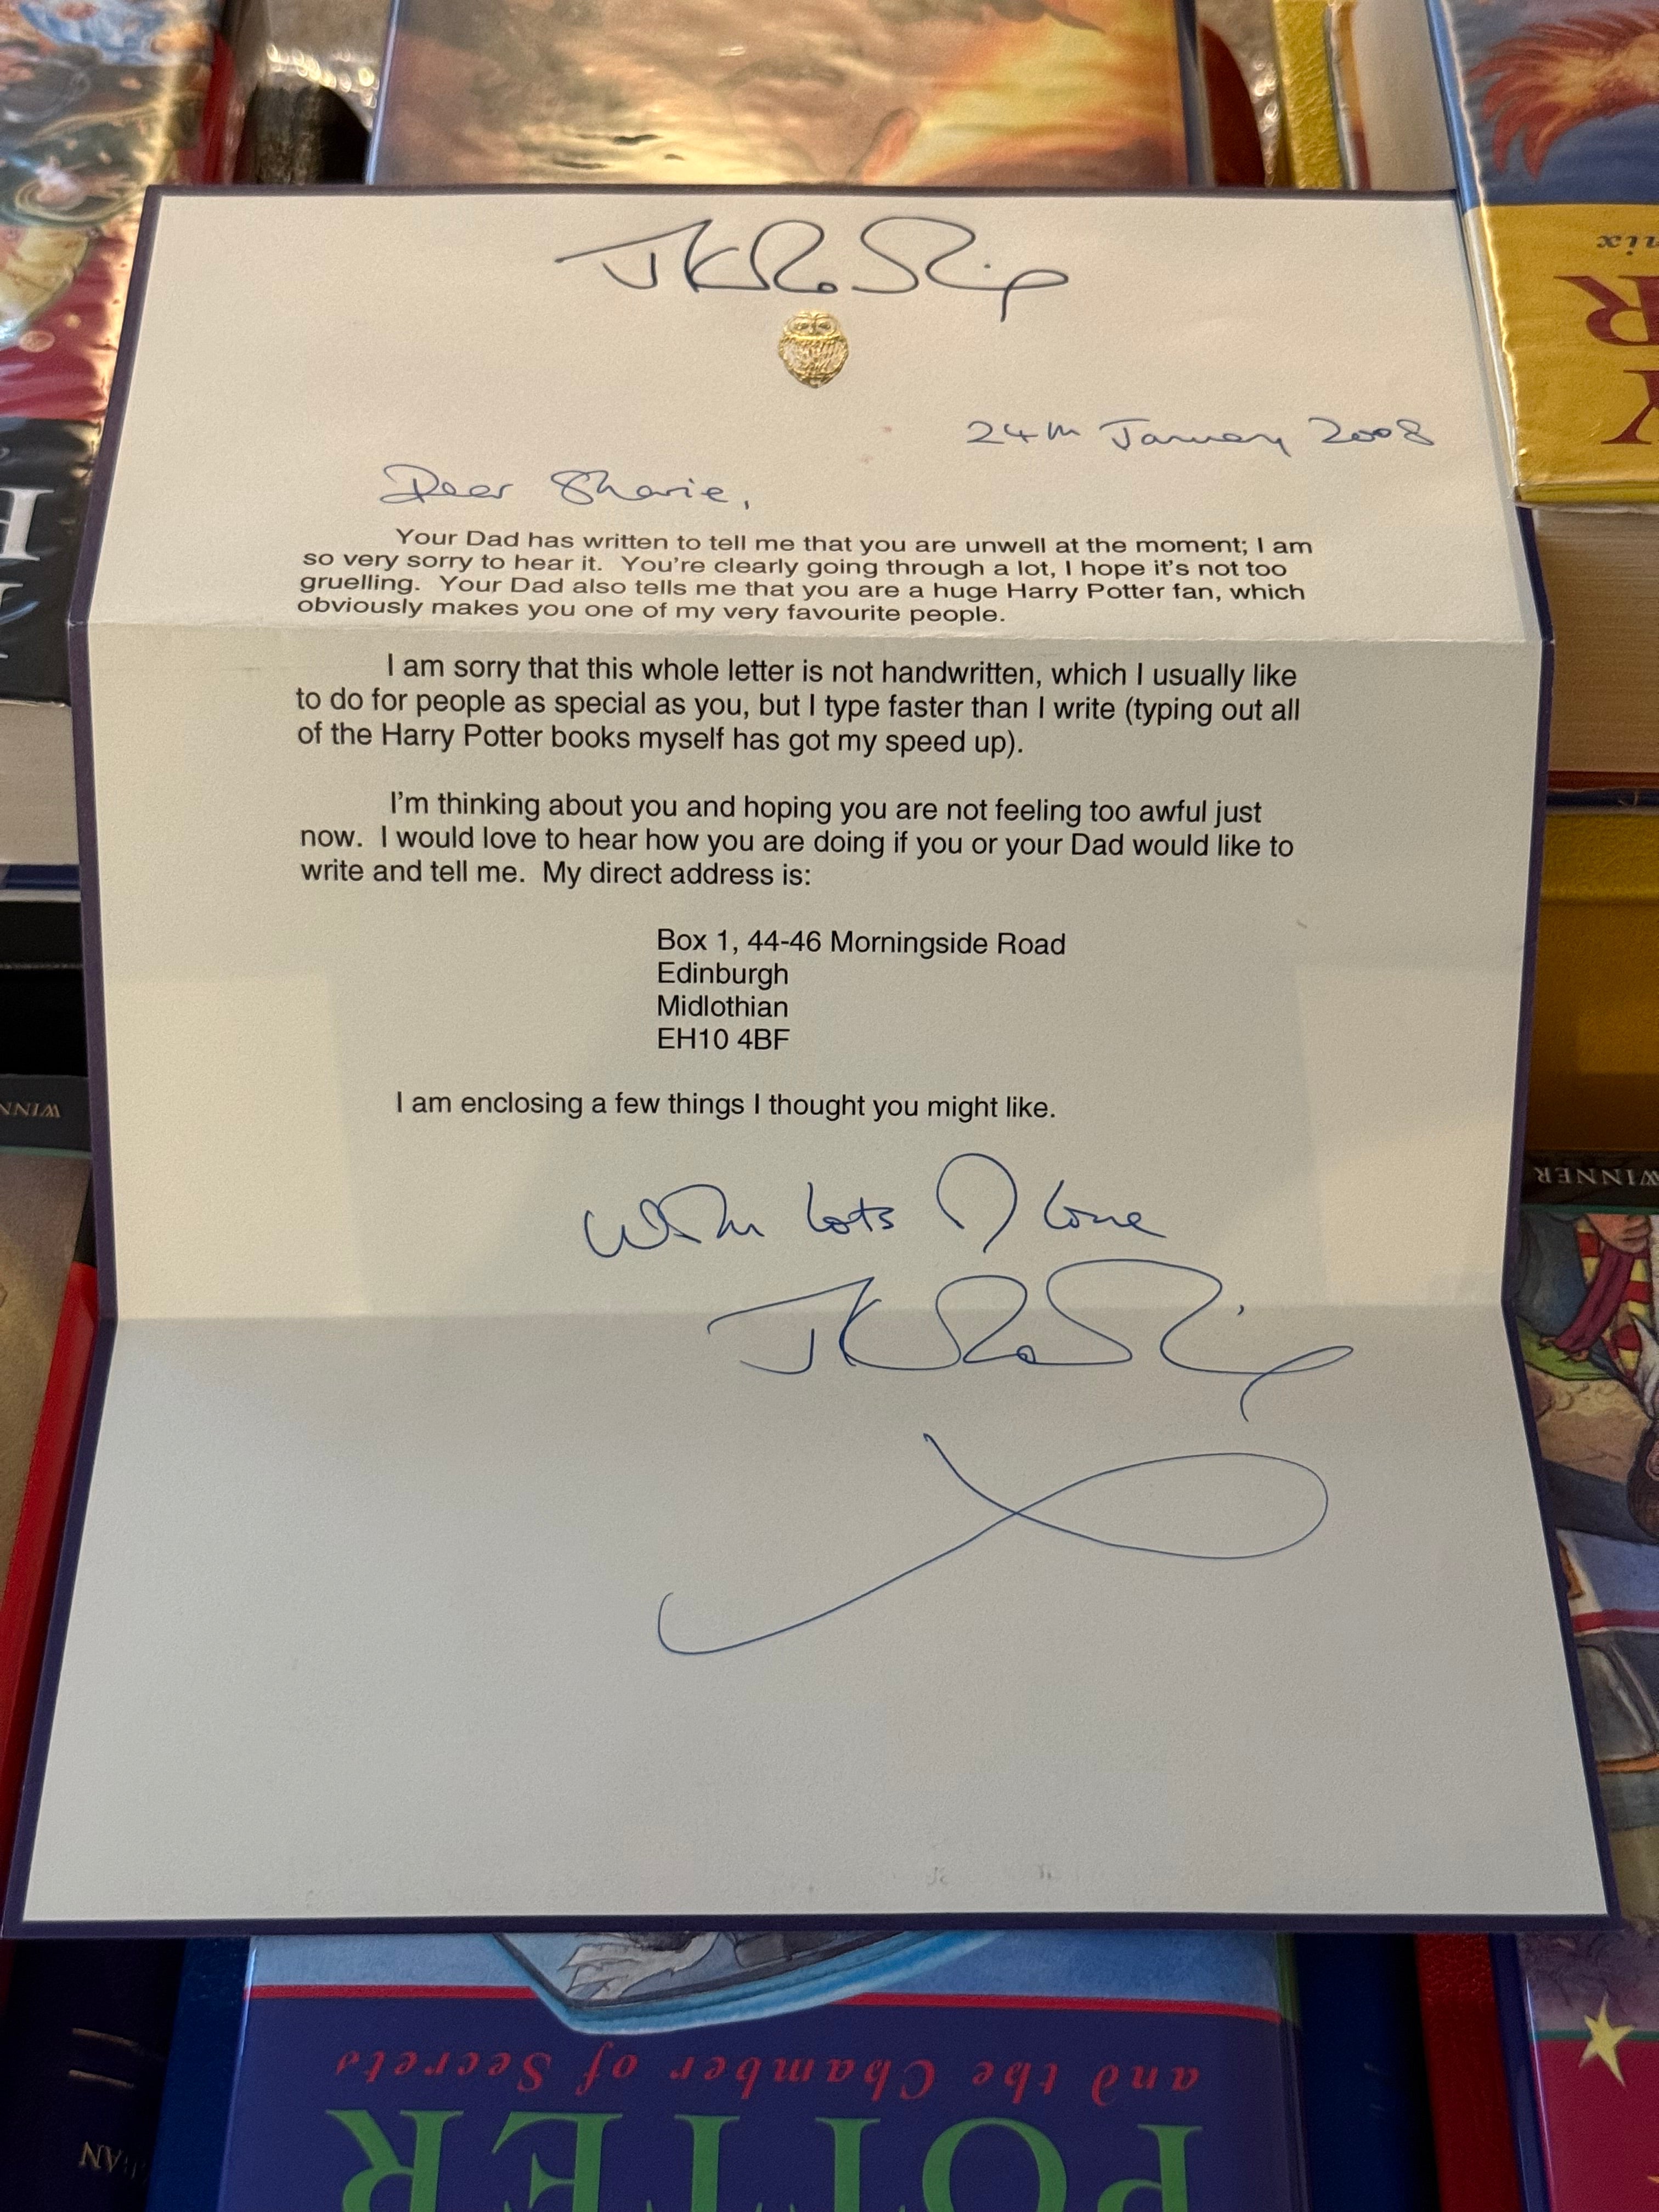 JK Rowling
24th January 2008
Dear Sharie,
Your Dad has written to tell me that you are unwell at the moment; I am
so very sorry to hear it. You're clearly going through a lot, I hope it's not too
gruelling. Your Dad also tells me that you are a huge Harry Potter fan, which
obviously makes you one of my very favourite people.
I am sorry that this whole letter is not handwritten, which I usually like
to do for people as special as you, but I type faster than I write (typing out all
of the Harry Potter books myself has got my speed up).
I'm thinking about you and hoping you are not feeling too awful just
now. I would love to hear how you are doing if you or your Dad would like to
write and tell me. My direct address is:
Box 1, 44-46 Morningside Road
Edinburgh
Midlothian
EH10 4BF
I am enclosing a few things I thought you might like.
With lots of love
JK Rowling
WINNER
and the Chamber of Secrets
POTTER